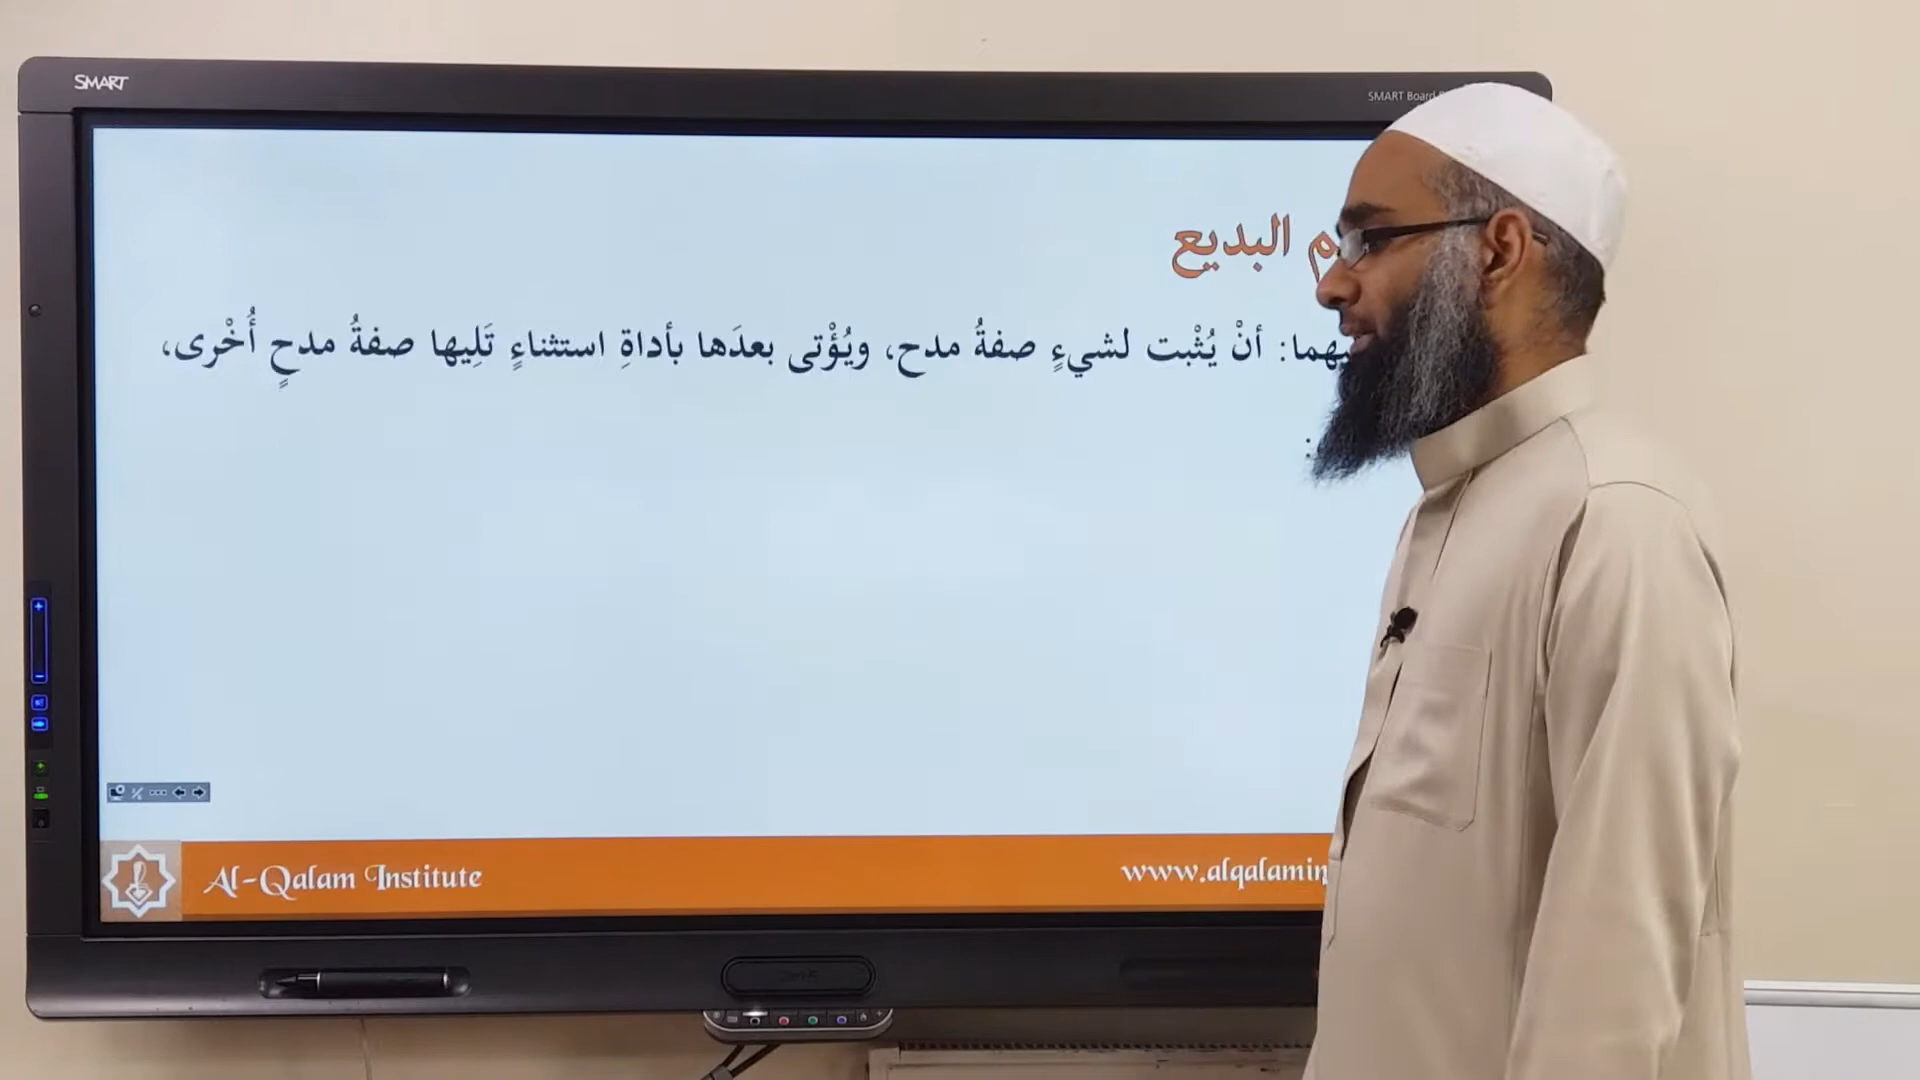 SMART
SMART Board
البديع
أنْ يُثْبت لشيءٍ صفةُ مدح، ويُؤْتى بعدَها بأداةِ استثناءٍ تَلِيها صفةُ مدحٍ أُخْرى،
Al-Qalam Institute
www.alqalamin